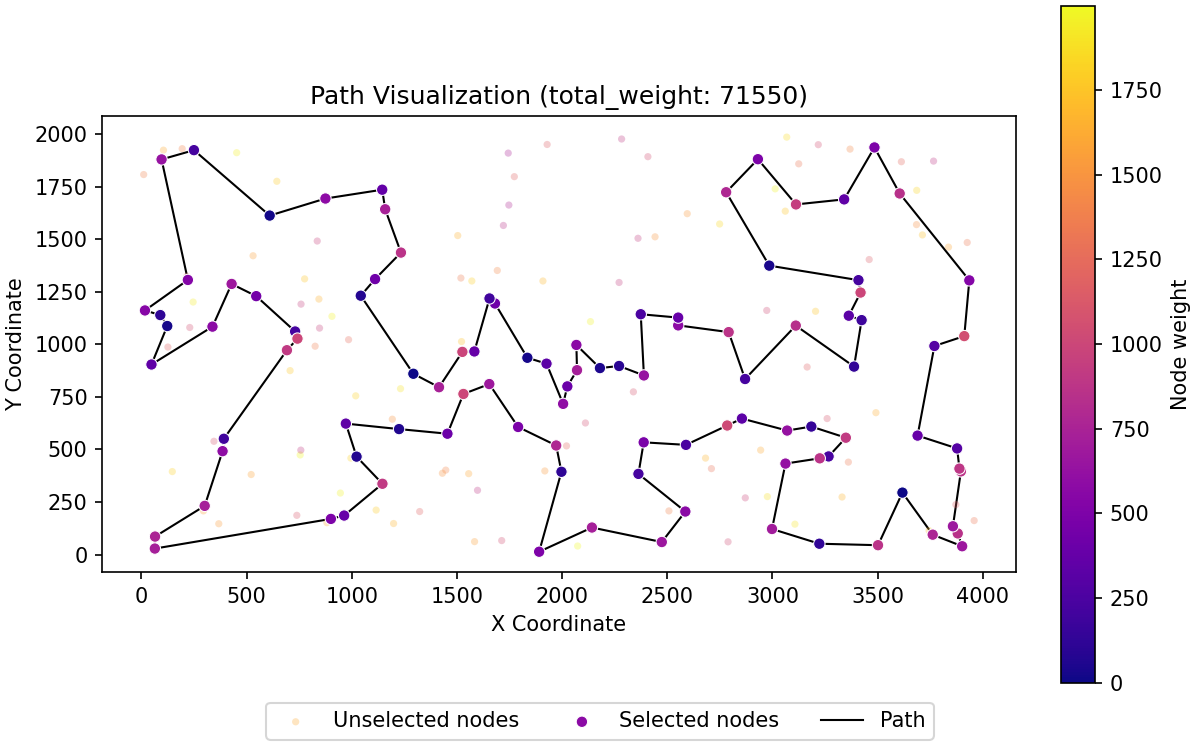 Path Visualization (total_weight: 71550)
Y Coordinate
2000
1750
1500
1250
1000
750
500
250
0
0 500 1000 1500 2000 2500 3000 3500 4000
X Coordinate
1750
1500
1250
1000
750
500
250
0
Node weight
Unselected nodes Selected nodes Path